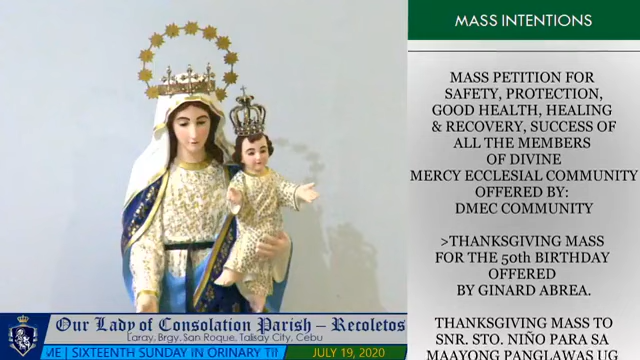 MASS INTENTIONS
MASS PETITION FOR
SAFETY, PROTECTION,
GOOD HEALTH, HEALING
& RECOVERY, SUCCESS OF
ALL THE MEMBERS
OF DIVINE
MERCY ECCLESIAL COMMUNITY
OFFERED BY:
DMEC COMMUNITY
>THANKSGIVING MASS
FOR THE 50th BIRTHDAY
OFFERED
BY GINARD ABREA.
THANKSGIVING MASS TO
SNR. STO. NIÑO PARA SA
MAAYONG PANGLAWAS UG
Our Lady of Consolation Parish – Recoletos
Laray, Brgy. San Roque, Talisay City, Cebu
ME | SIXTEENTH SUNDAY IN ORINARY TI
JULY 19, 2020